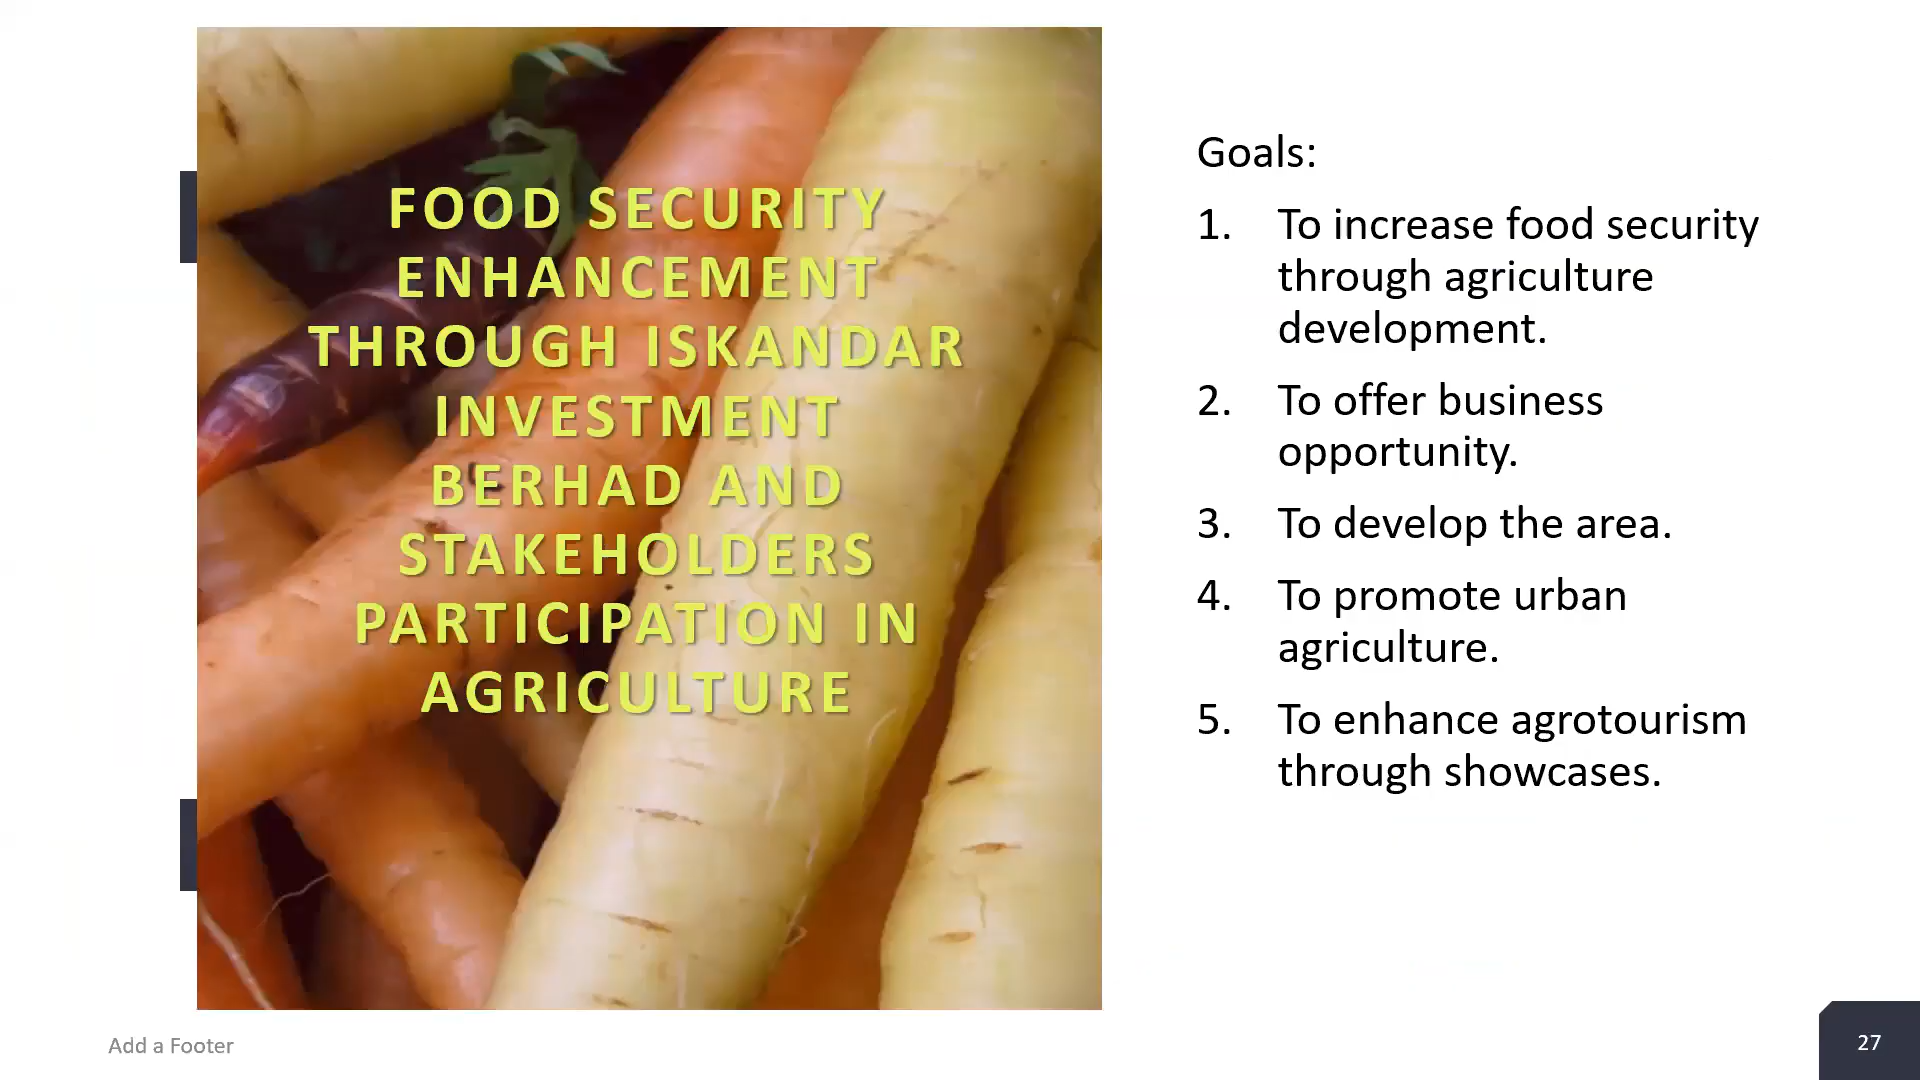 FOOD SECURITY
ENHANCEMENT
THROUGH ISKANDAR
INVESTMENT
BERHAD AND
STAKEHOLDERS
PARTICIPATION IN
AGRICULTURE
Goals:
1. To increase food security
through agriculture
development.
2. To offer business
opportunity.
3. To develop the area.
4. To promote urban
agriculture.
5. To enhance agrotourism
through showcases.
Add a Footer
27